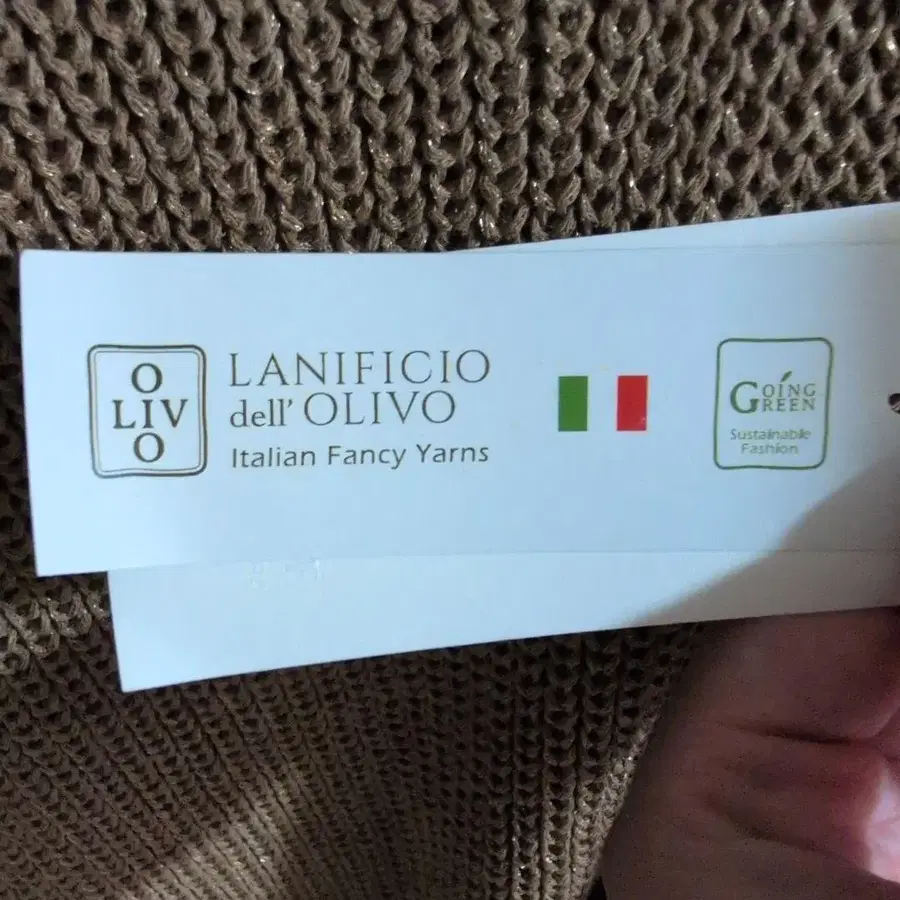 O
LIV
O
LANIFICIO
dell' OLIVO
Italian Fancy Yarns
GOING
GREEN
Sustainable
Fashion